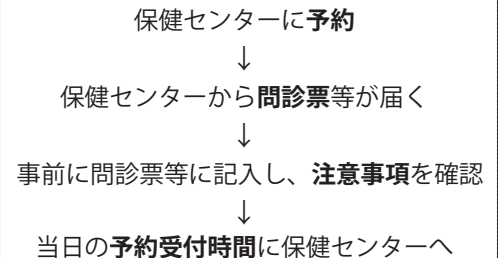 保健センターに予約
↓
保健センターから問診票等が届く
↓
事前に問診票等に記入し、注意事項を確認
↓
当日の予約受付時間に保健センターへ